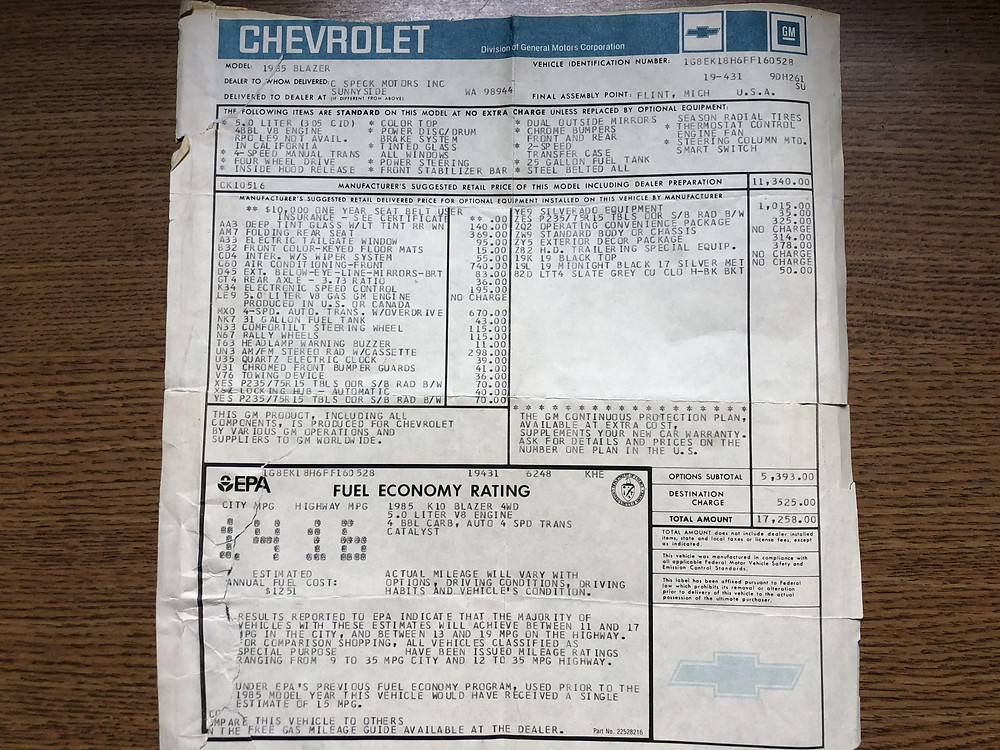 CHEVROLET
Division of General Motors Corporation
GM
MODEL: 1985 BLAZER
VEHICLE IDENTIFICATION NUMBER: 1G8EK18H6FF160528
DEALER TO WHOM DELIVERED: C SPECK MOTORS INC
19-431 9DH261
SUNNYSIDE WA 98944
SU
DELIVERED TO DEALER AT (IF DIFFERENT FROM ABOVE)
FINAL ASSEMBLY POINT: FLINT, MICH U.S.A.
THE FOLLOWING ITEMS ARE STANDARD ON THIS MODEL AT NO EXTRA CHARGE UNLESS REPLACED BY OPTIONAL EQUIPMENT:
* 5.0 LITER (305 CID)
4BBL V8 ENGINE
RPO LE9 NOT AVAIL.
IN CALIFORNIA
* 4-SPEED MANUAL TRANS
* FOUR WHEEL DRIVE
* INSIDE HOOD RELEASE
* COLOR TOP
* POWER DISC/DRUM
BRAKE SYSTEM
* TINTED GLASS
ALL WINDOWS
* POWER STEERING
* FRONT STABILIZER BAR
* DUAL OUTSIDE MIRRORS
* CHROME BUMPERS
FRONT AND REAR
* 2-SPEED
TRANSFER CASE
* 25 GALLON FUEL TANK
* STEEL BELTED ALL
SEASON RADIAL TIRES
* THERMOSTAT CONTROL
ENGINE FAN
* STEERING COLUMN MTD.
SMART SWITCH
CK10516 MANUFACTURER'S SUGGESTED RETAIL PRICE OF THIS MODEL INCLUDING DEALER PREPARATION 11,340.00
MANUFACTURER'S SUGGESTED RETAIL DELIVERED PRICE FOR OPTIONAL EQUIPMENT INSTALLED ON THIS VEHICLE BY MANUFACTURER
** $10,000 ONE YEAR SEAT BELT USER
INSURANCE - SEE CERTIFICATE ** .00
AA3 DEEP TINT GLASS W/LT TINT RR WN 140.00
AM7 FOLDING REAR SEAT 369.00
A33 ELECTRIC TAILGATE WINDOW 95.00
B32 FRONT COLOR-KEYED FLOOR MATS 15.00
CD4 INTER. W/S WIPER SYSTEM 55.00
C60 AIR CONDITIONING-FRONT 740.00
D45 EXT. BELOW-EYE-LINE-MIRRORS-BRT 83.00
GT4 REAR AXLE - 3.73 RATIO 36.00
K34 ELECTRONIC SPEED CONTROL 195.00
LE9 5.0 LITER V8 GAS GM ENGINE NO CHARGE
PRODUCED IN U.S. OR CANADA
MX0 4-SPD. AUTO. TRANS. W/OVERDRIVE 670.00
NK7 31 GALLON FUEL TANK 43.00
N33 COMFORTILT STEERING WHEEL 115.00
N67 RALLY WHEELS 115.00
T63 HEADLAMP WARNING BUZZER 11.00
UN3 AM/FM STEREO RAD W/CASSETTE 298.00
U35 QUARTZ ELECTRIC CLOCK 39.00
V31 CHROMED FRONT BUMPER GUARDS 41.00
V76 TOWING DEVICE 36.00
XES P235/75R15 TBLS OOR S/B RAD B/W 70.00
X6Z LOCKING HUB - AUTOMATIC 40.00
YES P235/75R15 TBLS OOR S/B RAD B/W 70.00
YE9 SILVERADO EQUIPMENT 1,015.00
ZES P235/75R15 TBLS OOR S/B RAD B/W 35.00
ZQ2 OPERATING CONVENIENCE PACKAGE 325.00
ZW9 STANDARD BODY OR CHASSIS NO CHARGE
ZY5 EXTERIOR DECOR PACKAGE 314.00
Z82 H.D. TRAILERING SPECIAL EQUIP. 378.00
19K 19 BLACK TOP NO CHARGE
19L 19 MIDNIGHT BLACK 17 SILVER MET NO CHARGE
82D LTT4 SLATE GREY CU CLO H-BK BKT 50.00
THIS GM PRODUCT, INCLUDING ALL
COMPONENTS, IS PRODUCED FOR CHEVROLET
BY VARIOUS GM OPERATIONS AND
SUPPLIERS TO GM WORLDWIDE.
* * * * * * * * * * * * * * * * *
THE GM CONTINUOUS PROTECTION PLAN,
AVAILABLE AT EXTRA COST,
SUPPLEMENTS YOUR NEW CAR WARRANTY.
ASK FOR DETAILS AND PRICES ON THE
NUMBER ONE PLAN IN THE U.S.
OPTIONS SUBTOTAL 5,393.00
DESTINATION
CHARGE 525.00
TOTAL AMOUNT 17,258.00
TOTAL AMOUNT does not include dealer installed
items, state and local taxes or license fees, except
as indicated.
This vehicle was manufactured in compliance with
all applicable Federal Motor Vehicle Safety and
Emission Control Standards.
This label has been affixed pursuant to Federal
law which prohibits its removal or alteration
prior to delivery of this vehicle to the actual
possession of the ultimate purchaser.
1G8EK18H6FF160528 19431 6248 KHE
EPA FUEL ECONOMY RATING
CITY MPG HIGHWAY MPG
14 16
1985 K10 BLAZER 4WD
5.0 LITER V8 ENGINE
4 BBL CARB, AUTO 4 SPD TRANS
CATALYST
ESTIMATED
ANNUAL FUEL COST:
$1251
ACTUAL MILEAGE WILL VARY WITH
OPTIONS, DRIVING CONDITIONS, DRIVING
HABITS AND VEHICLE'S CONDITION.
RESULTS REPORTED TO EPA INDICATE THAT THE MAJORITY OF
VEHICLES WITH THESE ESTIMATES WILL ACHIEVE BETWEEN 11 AND 17
MPG IN THE CITY, AND BETWEEN 13 AND 19 MPG ON THE HIGHWAY.
FOR COMPARISON SHOPPING, ALL VEHICLES CLASSIFIED AS
SPECIAL PURPOSE HAVE BEEN ISSUED MILEAGE RATINGS
RANGING FROM 9 TO 35 MPG CITY AND 12 TO 35 MPG HIGHWAY.
UNDER EPA'S PREVIOUS FUEL ECONOMY PROGRAM, USED PRIOR TO THE
1985 MODEL YEAR THIS VEHICLE WOULD HAVE RECEIVED A SINGLE
ESTIMATE OF 15 MPG.
COMPARE THIS VEHICLE TO OTHERS
IN THE FREE GAS MILEAGE GUIDE AVAILABLE AT THE DEALER.
Part No. 22528216